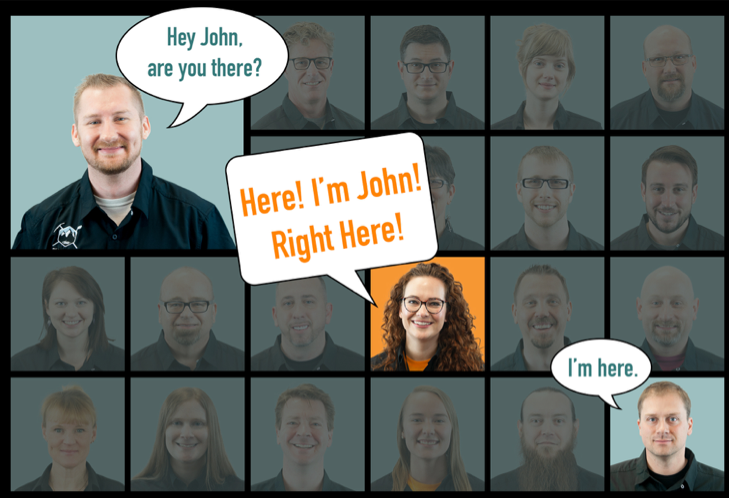 Hey John,
are you there?
Here! I'm John!
Right Here!
I'm here.